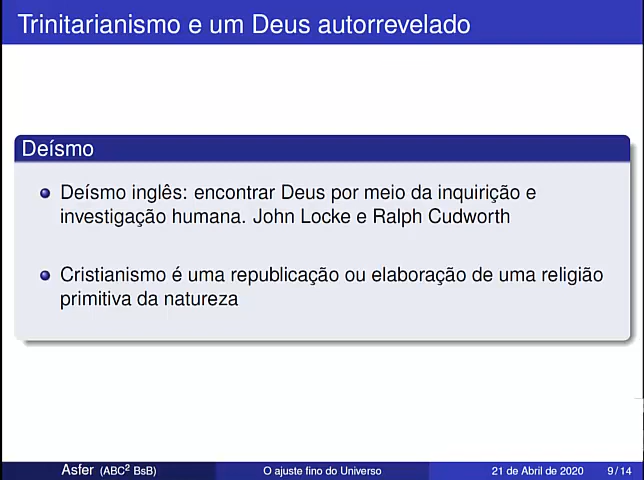 Trinitarianismo e um Deus autorrevelado
Deísmo
Deísmo inglês: encontrar Deus por meio da inquirição e
investigação humana. John Locke e Ralph Cudworth
Cristianismo é uma republicação ou elaboração de uma religião
primitiva da natureza
Asfer (ABC² BsB) O ajuste fino do Universo 21 de Abril de 2020 9 / 14